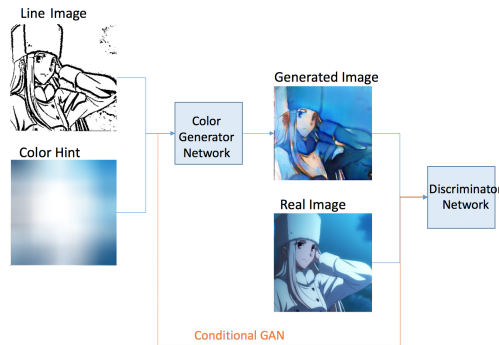 Line Image
Color Hint
Color
Generator
Network
Generated Image
Real Image
Discriminator
Network
Conditional GAN